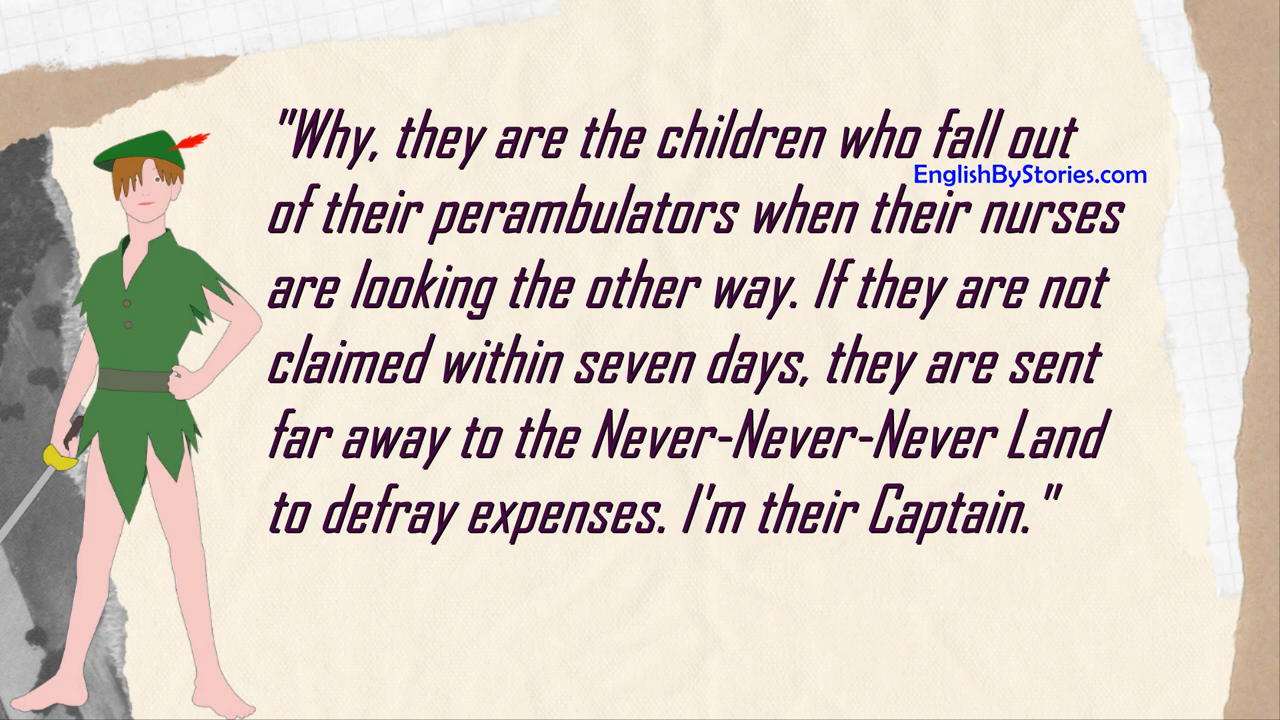 "Why, they are the children who fall out
EnglishByStories.com
of their perambulators when their nurses
are looking the other way. If they are not
claimed within seven days, they are sent
far away to the Never-Never-Never Land
to defray expenses. I'm their Captain."